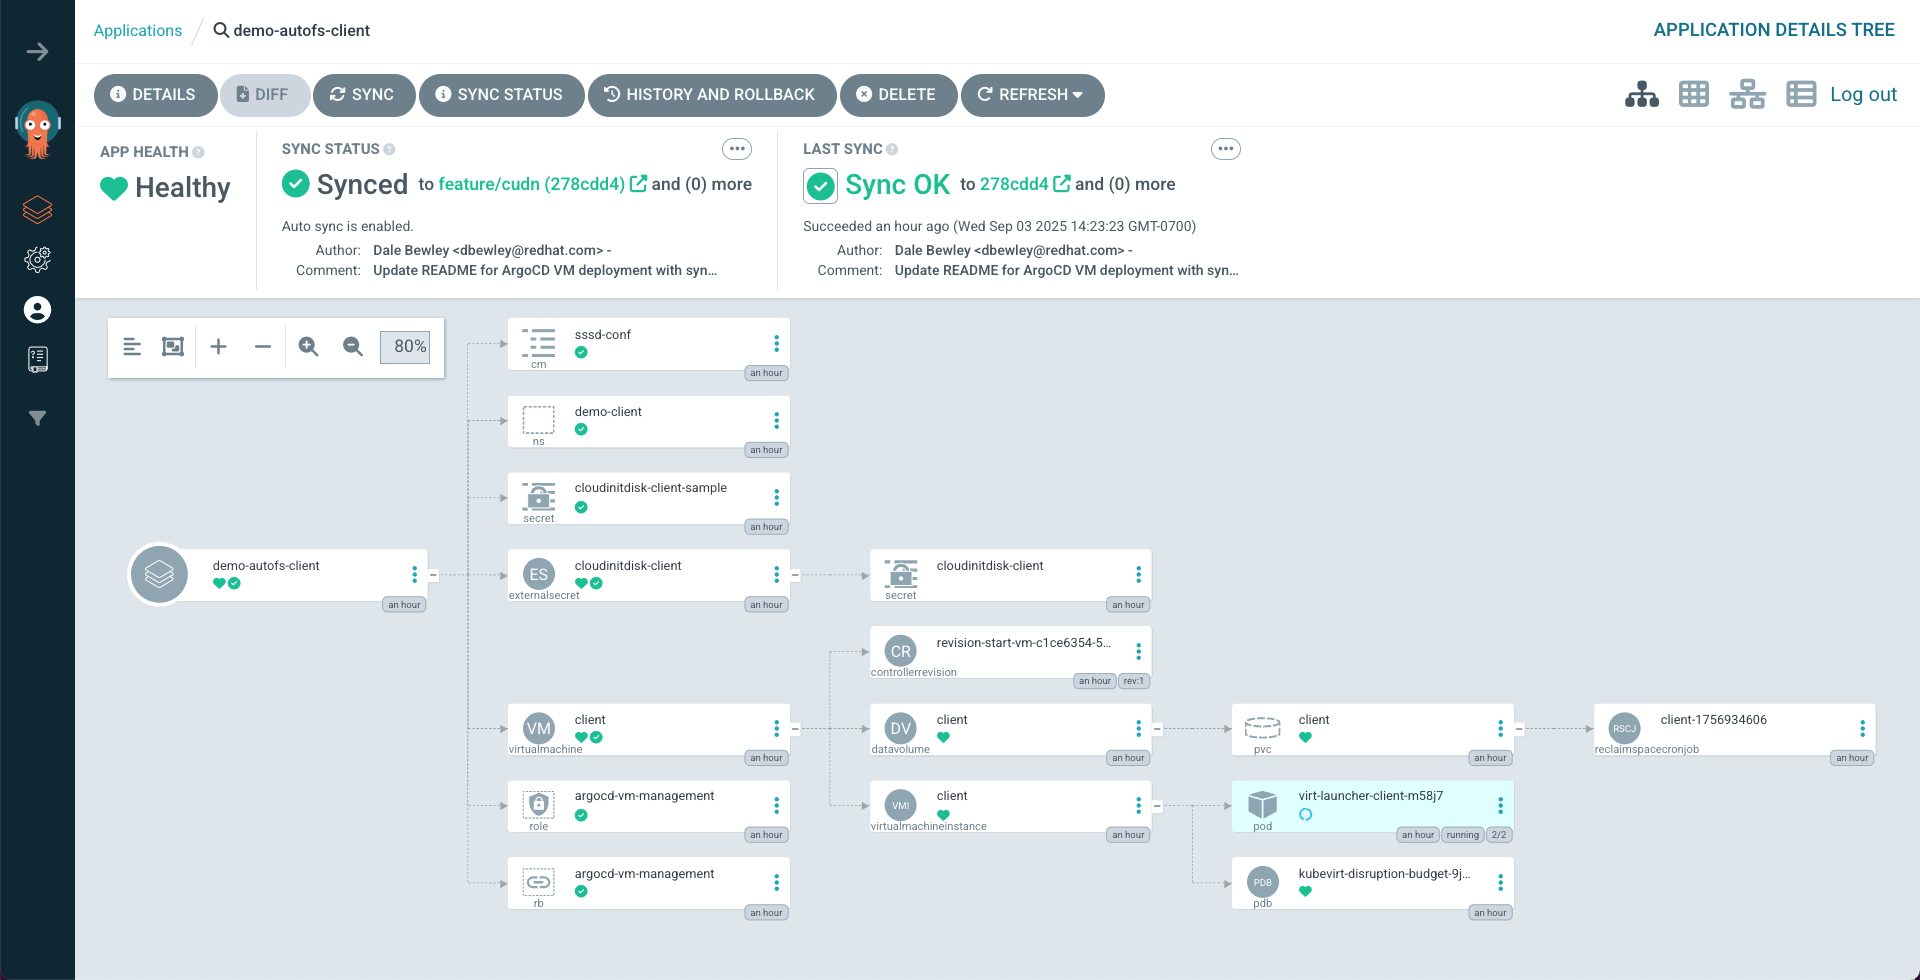 Applications
demo-autofs-client
APPLICATION DETAILS TREE
DETAILS
DIFF
SYNC
SYNC STATUS
HISTORY AND ROLLBACK
DELETE
REFRESH
Log out
APP HEALTH
Healthy
SYNC STATUS
Synced to feature/cudn (278cdd4) and (0) more
Auto sync is enabled.
Author: Dale Bewley <dbewley@redhat.com> -
Comment: Update README for ArgoCD VM deployment with syn...
LAST SYNC
Sync OK to 278cdd4 and (0) more
Succeeded an hour ago (Wed Sep 03 2025 14:23:23 GMT-0700)
Author: Dale Bewley <dbewley@redhat.com> -
Comment: Update README for ArgoCD VM deployment with syn...
80%
sssd-conf
cm
an hour
demo-client
ns
an hour
cloudinitdisk-client-sample
secret
an hour
demo-autofs-client
an hour
ES
cloudinitdisk-client
externalsecret
an hour
cloudinitdisk-client
secret
an hour
CR
revision-start-vm-c1ce6354-5...
controllerrevision
an hour
rev:1
VM
client
virtualmachine
an hour
DV
client
datavolume
an hour
client
pvc
an hour
RSCJ
client-1756934606
reclaimspacecronjob
an hour
argocd-vm-management
role
an hour
VMI
client
virtualmachineinstance
an hour
virt-launcher-client-m58j7
pod
an hour
running
2/2
argocd-vm-management
rb
an hour
PDB
kubevirt-disruption-budget-9j...
pdb
an hour